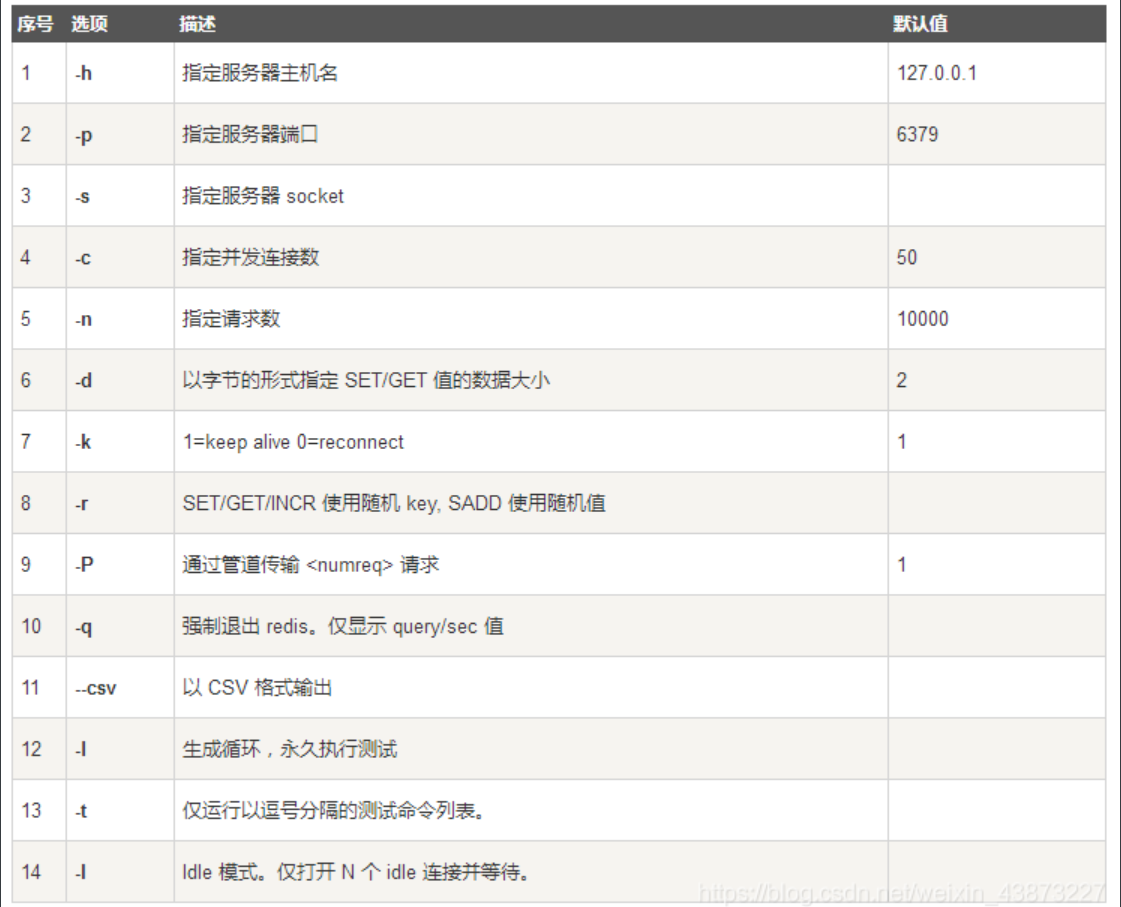 序号 选项 描述 默认值
1 -h 指定服务器主机名 127.0.0.1
2 -p 指定服务器端口 6379
3 -s 指定服务器 socket
4 -c 指定并发连接数 50
5 -n 指定请求数 10000
6 -d 以字节的形式指定 SET/GET 值的数据大小 2
7 -k 1=keep alive 0=reconnect 1
8 -r SET/GET/INCR 使用随机 key, SADD 使用随机值
9 -P 通过管道传输 <numreq> 请求 1
10 -q 强制退出 redis。仅显示 query/sec 值
11 --csv 以 CSV 格式输出
12 -l 生成循环，永久执行测试
13 -t 仅运行以逗号分隔的测试命令列表。
14 -I Idle 模式。仅打开 N 个 idle 连接并等待。
https://blog.csdn.net/weixin_43873227